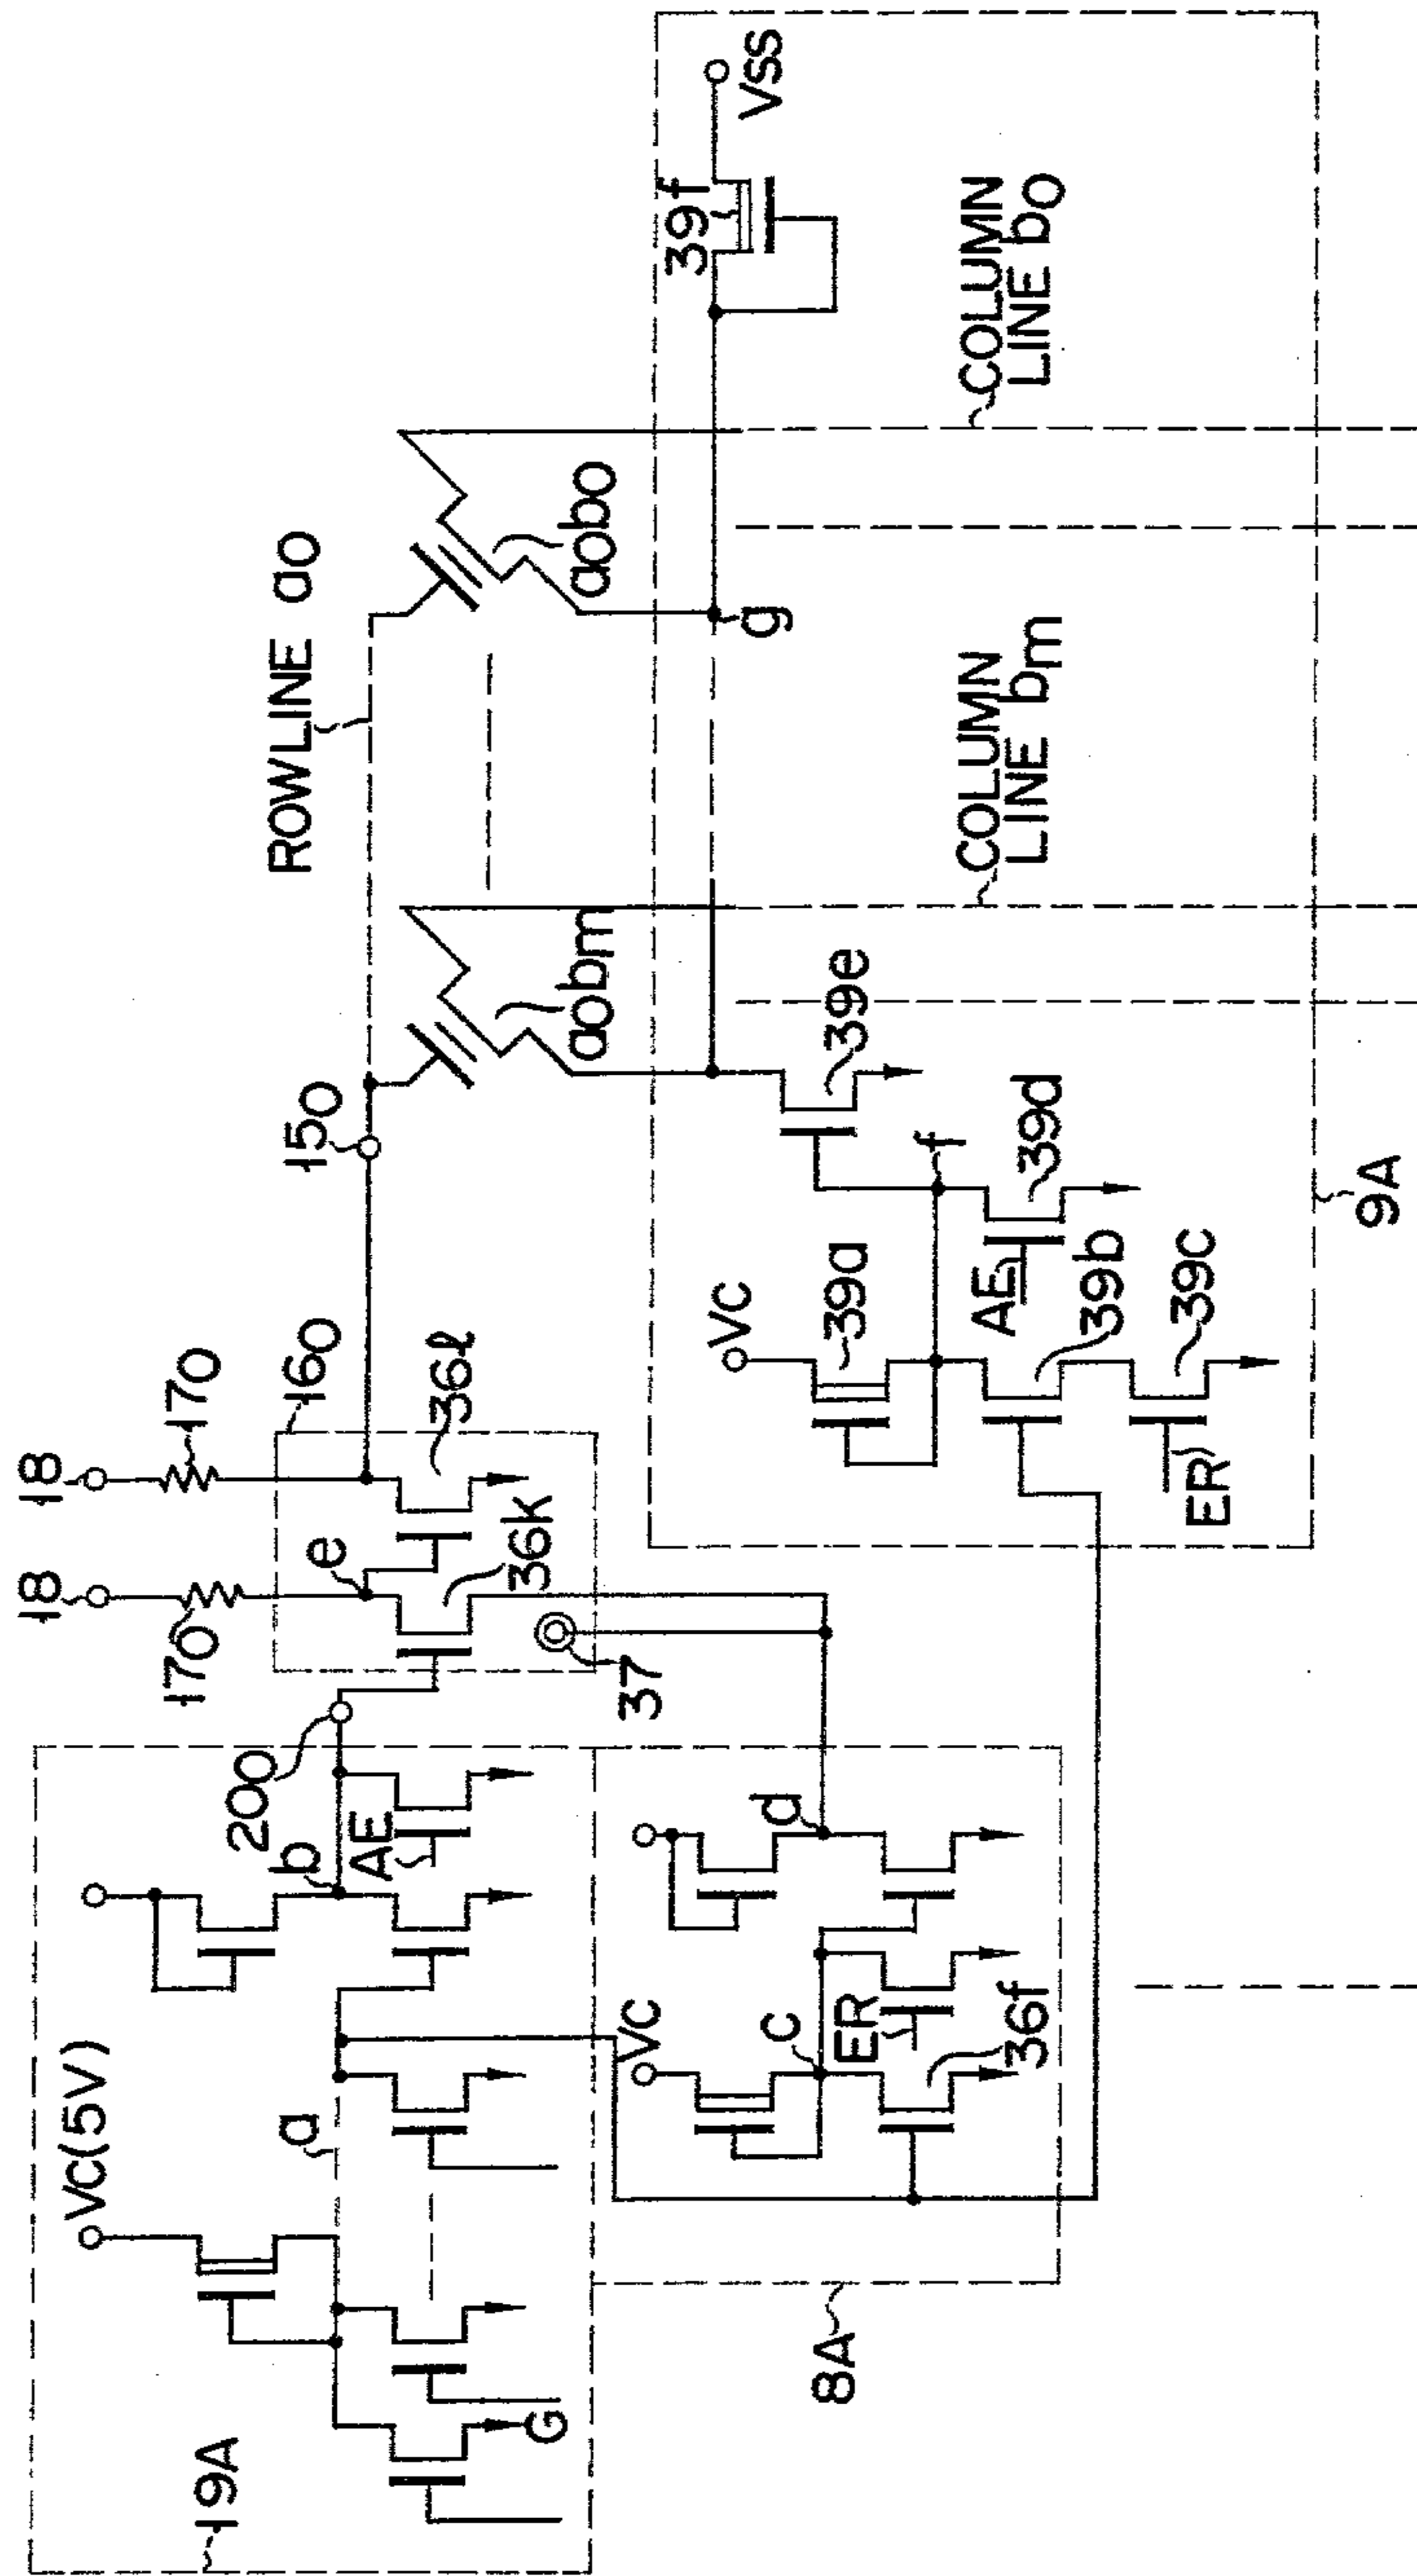 19A
VC(5V)
a
G
b
AE
200
18
170
18
170
e
160
36k
36ℓ
37
150
ROWLINE a0
a0bm
a0b0
8A
VC
c
ER
36f
d
VC
39a
f
39e
AE
39d
39b
39c
ER
9A
g
39f
VSS
COLUMN
LINE bm
COLUMN
LINE b0